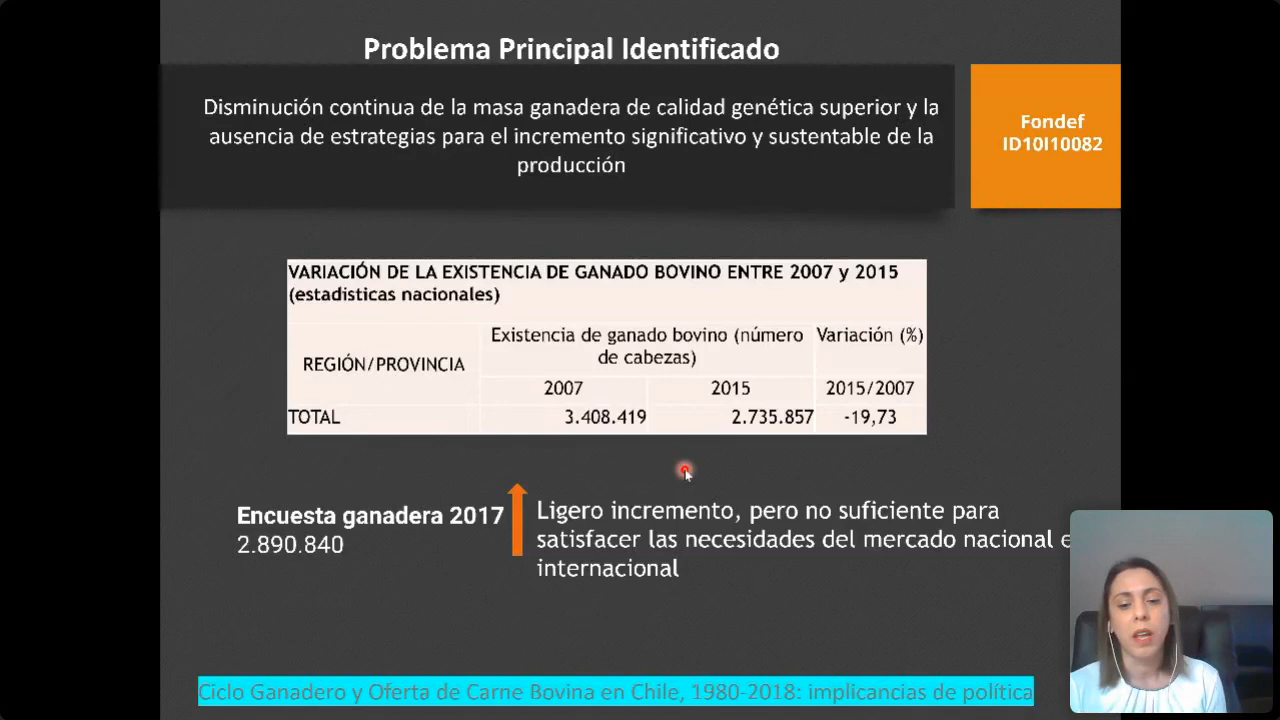 Problema Principal Identificado
Disminución continua de la masa ganadera de calidad genética superior y la
ausencia de estrategias para el incremento significativo y sustentable de la
producción
Fondef
ID10I10082
VARIACIÓN DE LA EXISTENCIA DE GANADO BOVINO ENTRE 2007 y 2015
(estadisticas nacionales)
REGIÓN/PROVINCIA
Existencia de ganado bovino (número
de cabezas)
Variación (%)
2007
2015
2015/2007
TOTAL
3.408.419
2.735.857
-19,73
Encuesta ganadera 2017
2.890.840
Ligero incremento, pero no suficiente para
satisfacer las necesidades del mercado nacional e
internacional
Ciclo Ganadero y Oferta de Carne Bovina en Chile, 1980-2018: implicancias de política